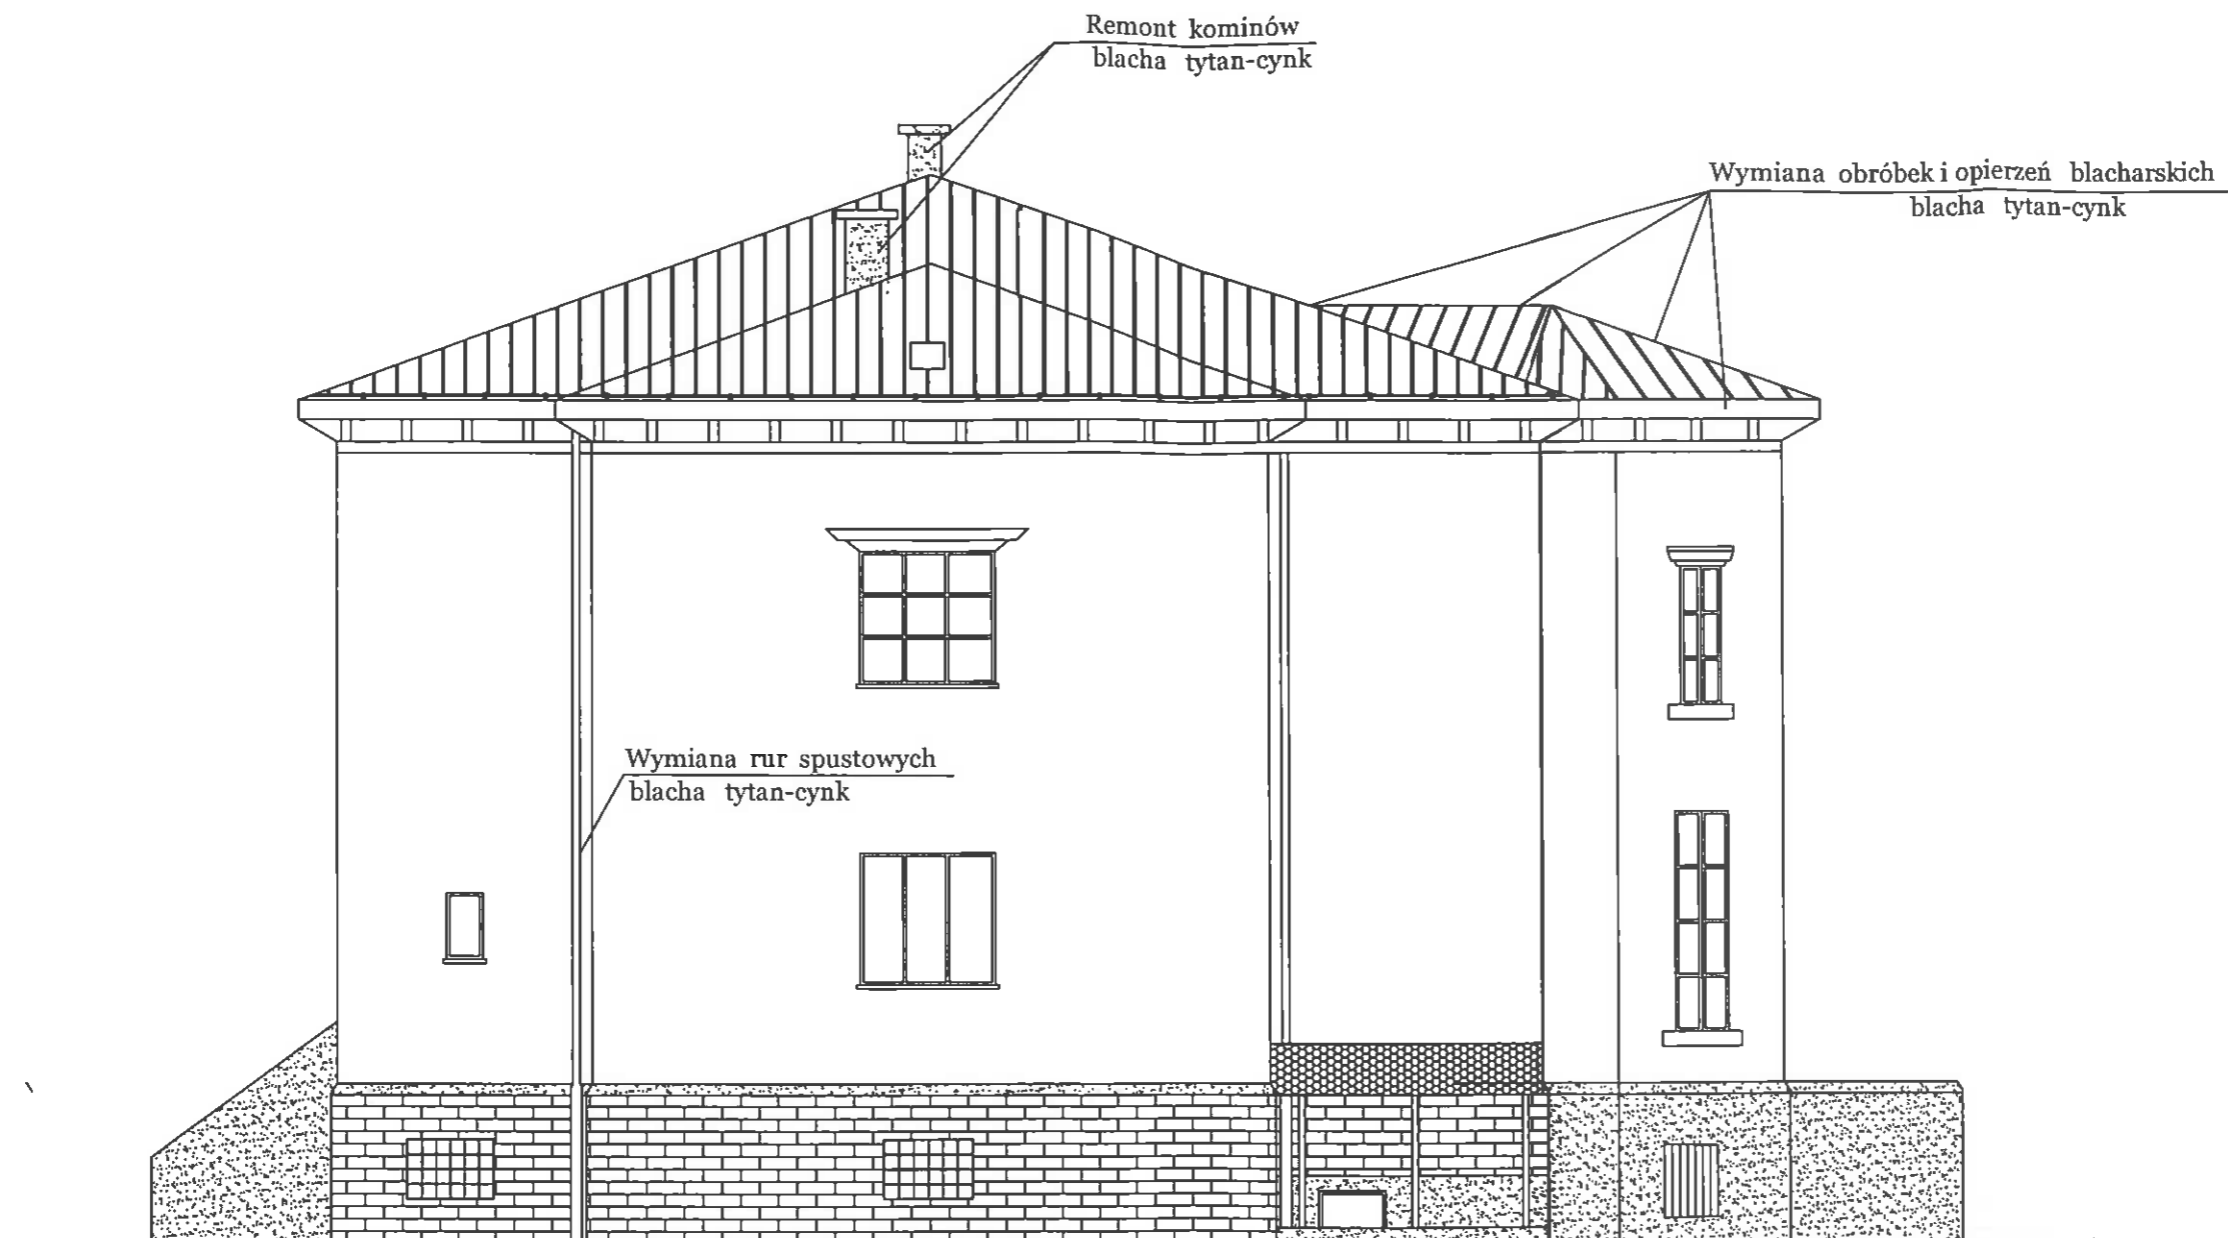 Remont kominów
blacha tytan-cynk
Wymiana obróbek i opierzeń blacharskich
blacha tytan-cynk
Wymiana rur spustowych
blacha tytan-cynk